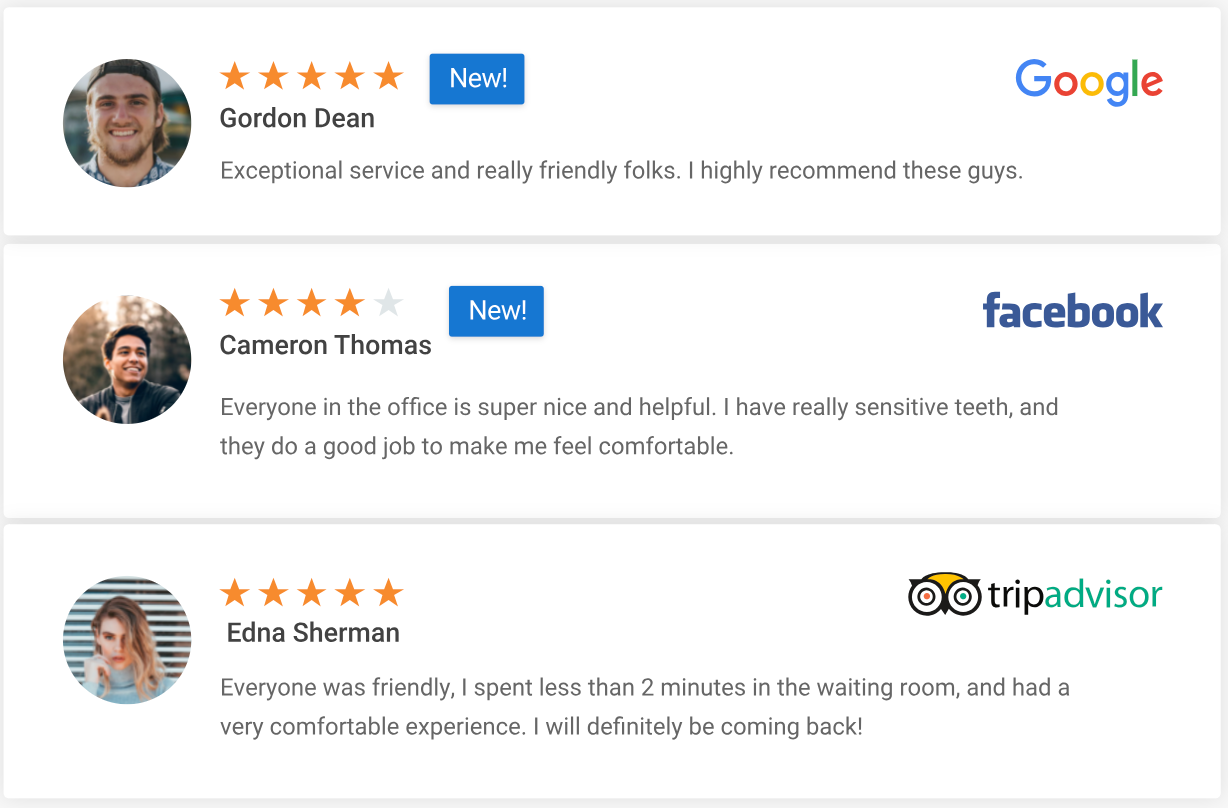 New!
Google
Gordon Dean
Exceptional service and really friendly folks. I highly recommend these guys.
New!
facebook
Cameron Thomas
Everyone in the office is super nice and helpful. I have really sensitive teeth, and
they do a good job to make me feel comfortable.
tripadvisor
Edna Sherman
Everyone was friendly, I spent less than 2 minutes in the waiting room, and had a
very comfortable experience. I will definitely be coming back!